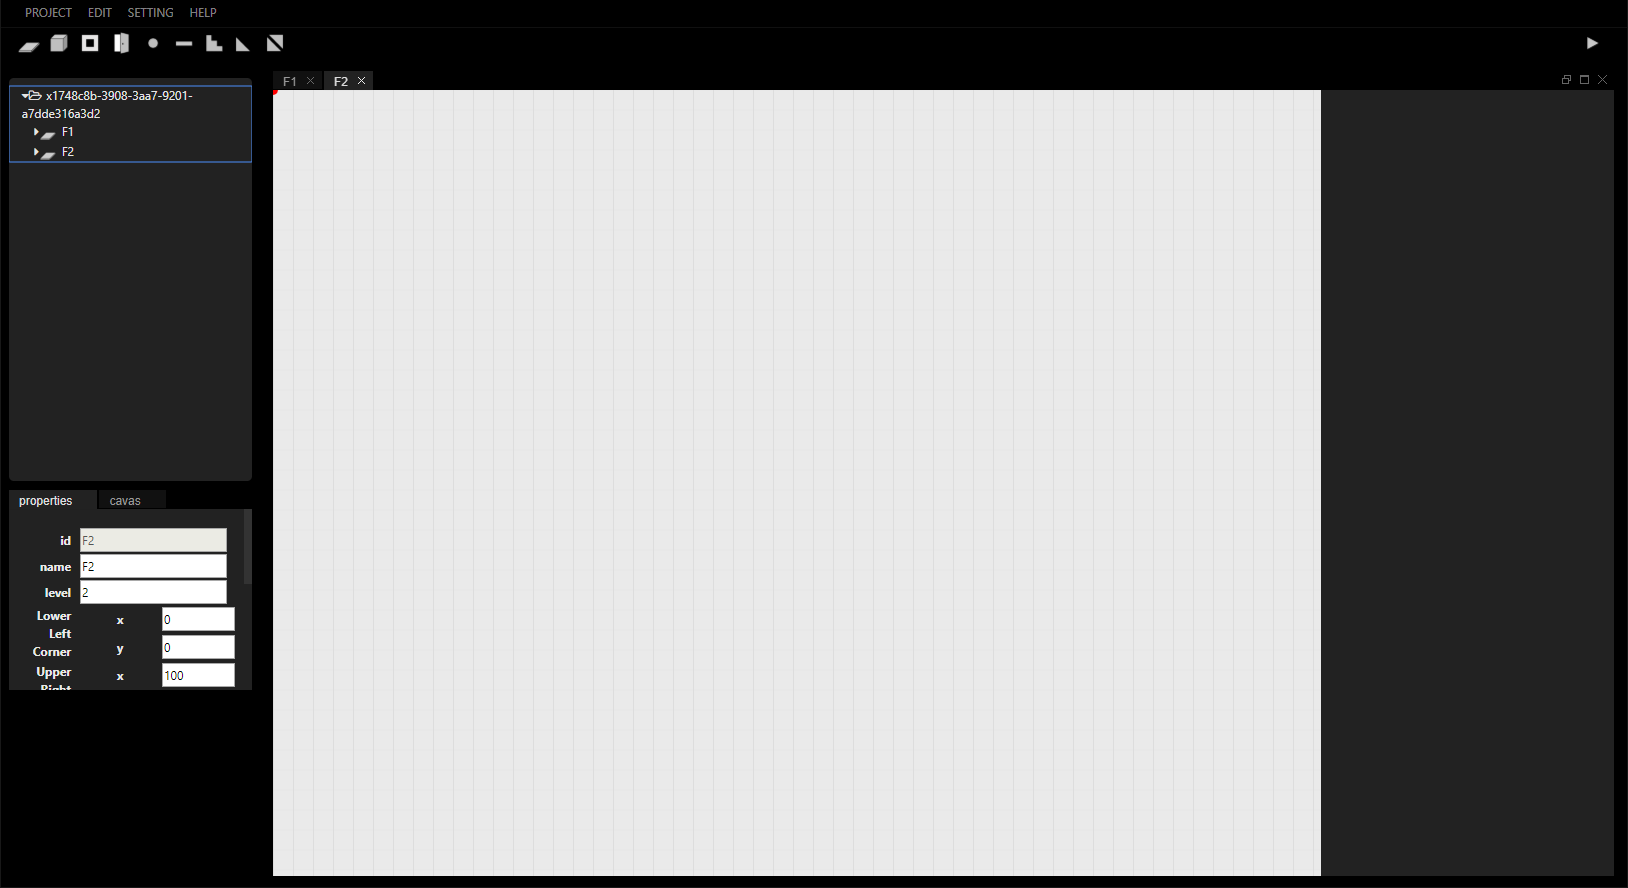 PROJECT EDIT SETTING HELP
F1 F2
x1748c8b-3908-3aa7-9201-
a7dde316a3d2
F1
F2
properties cavas
id F2
name F2
level 2
Lower Left Corner x 0
y 0
Upper Right x 100